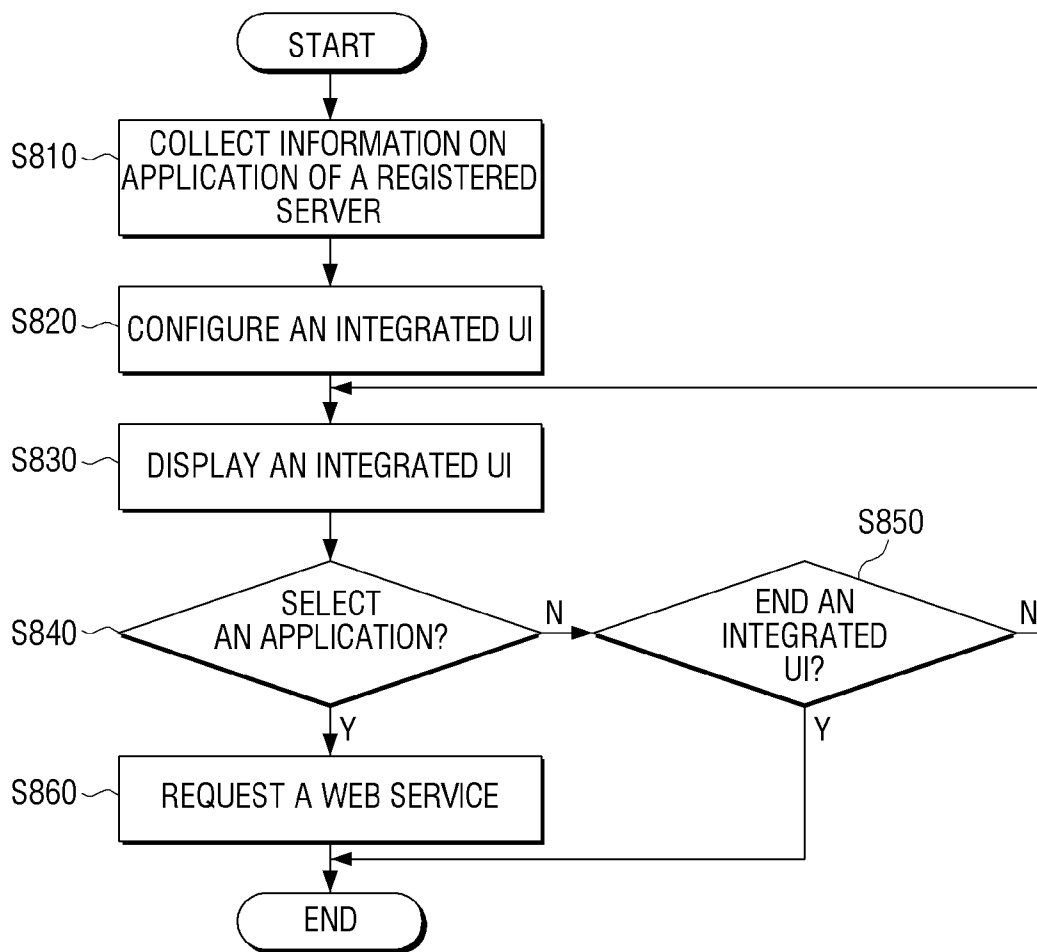 START
S810
COLLECT INFORMATION ON
APPLICATION OF A REGISTERED
SERVER
S820
CONFIGURE AN INTEGRATED UI
S830
DISPLAY AN INTEGRATED UI
S840
SELECT
AN APPLICATION?
N
Y
S850
END AN
INTEGRATED
UI?
N
Y
S860
REQUEST A WEB SERVICE
END